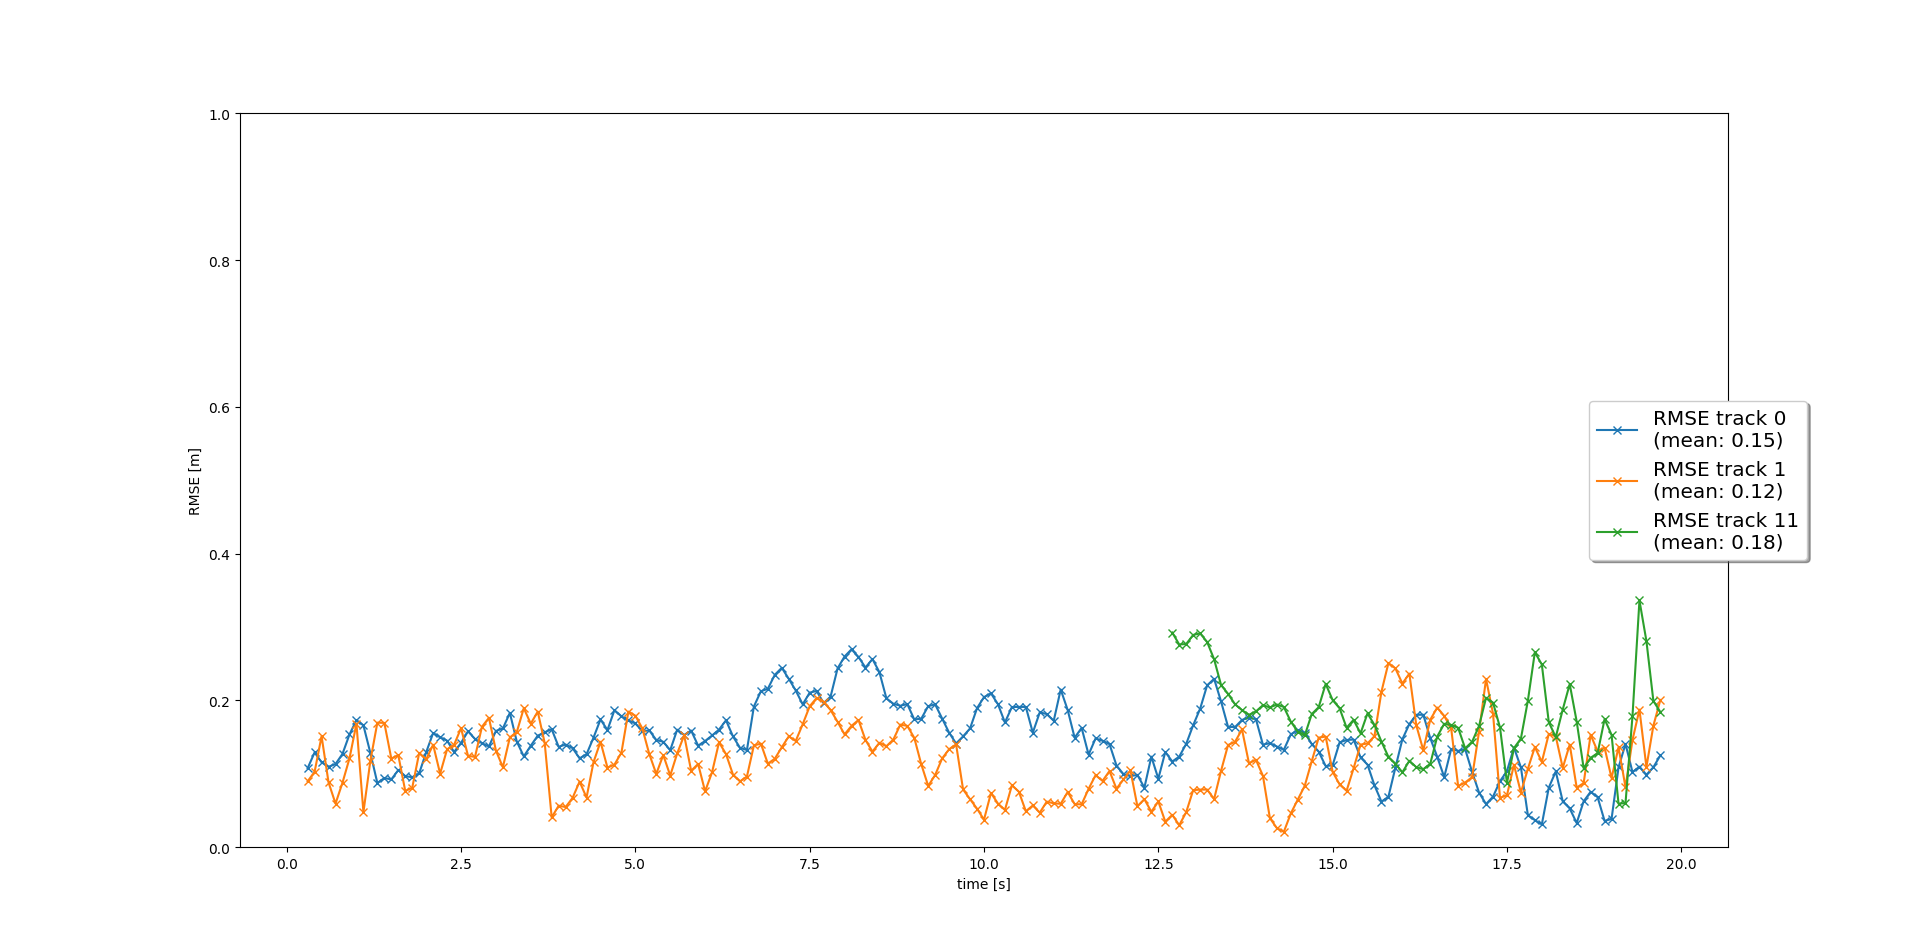 1.0
0.8
0.6
0.4
0.2
0.0
RMSE [m]
RMSE track 0
(mean: 0.15)
RMSE track 1
(mean: 0.12)
RMSE track 11
(mean: 0.18)
0.0 2.5 5.0 7.5 10.0 12.5 15.0 17.5 20.0
time [s]